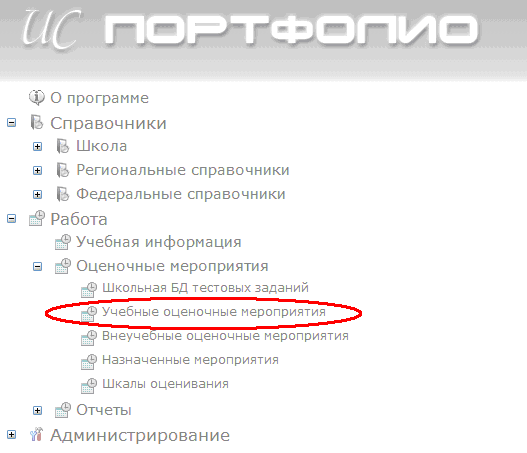 ИС ПОРТФОЛИО
О программе
Справочники
Школа
Региональные справочники
Федеральные справочники
Работа
Учебная информация
Оценочные мероприятия
Школьная БД тестовых заданий
Учебные оценочные мероприятия
Внеучебные оценочные мероприятия
Назначенные мероприятия
Шкалы оценивания
Отчеты
Администрирование